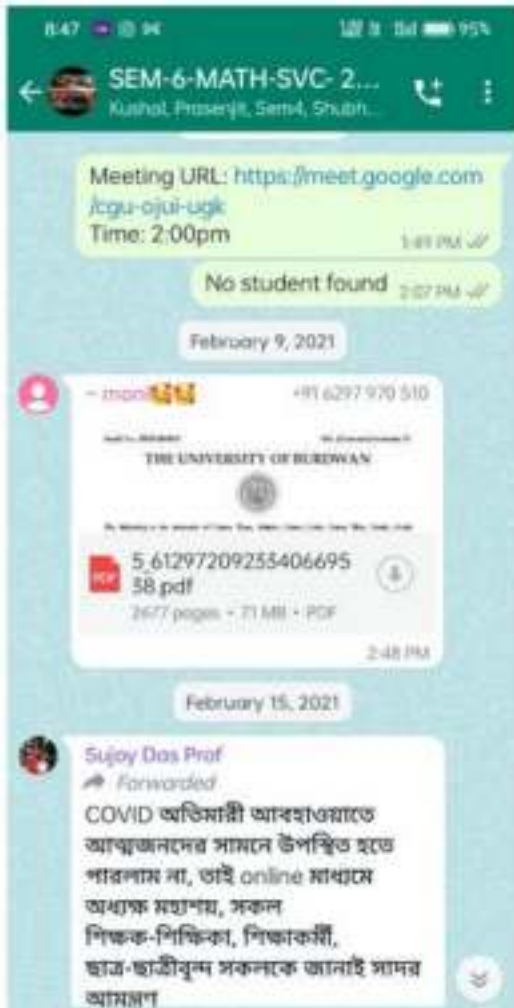 8:47
95%
SEM-6-MATH-SVC- 2...
Kushal, Prosenjit, Sem4, Shubh...
Meeting URL: https://meet.google.com
/cgu-ojui-ugk
Time: 2:00pm
1:49 PM
No student found 2:07 PM
February 9, 2021
~ moni +91 6297 970 510
THE UNIVERSITY OF BURDWAN
PDF
5_61297209233406695
38.pdf
2677 pages • 71 MB • PDF
2:48 PM
February 15, 2021
Sujoy Das Prof
Forwarded
COVID অতিমারী আবহাওয়াতে
আত্মজনদের সামনে উপস্থিত হতে
পারলাম না, তাই online মাধ্যমে
অধ্যক্ষ মহাশয়, সকল
শিক্ষক-শিক্ষিকা, শিক্ষাকর্মী,
ছাত্র-ছাত্রীবৃন্দ সকলকে জানাই সাদর
আমন্ত্রণ